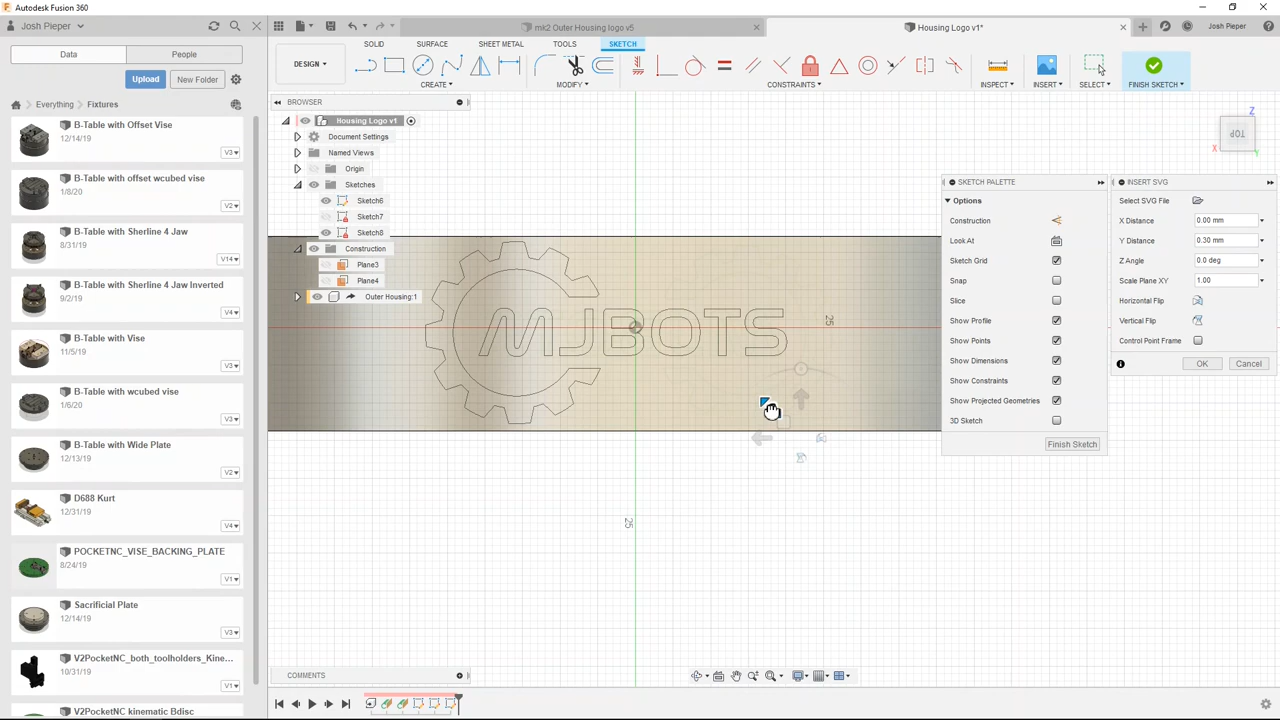 Autodesk Fusion 360
Josh Pieper
mk2 Outer Housing logo v5
Housing Logo v1*
Josh Pieper
Data
People
SOLID
SURFACE
SHEET METAL
TOOLS
SKETCH
DESIGN
Upload
New Folder
CREATE
MODIFY
CONSTRAINTS
INSPECT
INSERT
SELECT
FINISH SKETCH
Everything
Fixtures
BROWSER
B-Table with Offset Vise
12/14/19
V3
B-Table with offset wcubed vise
1/8/20
V2
B-Table with Sherline 4 Jaw
8/31/19
V14
B-Table with Sherline 4 Jaw Inverted
9/2/19
V4
B-Table with Vise
11/5/19
V3
B-Table with wcubed vise
1/6/20
V2
B-Table with Wide Plate
12/13/19
V2
D688 Kurt
12/31/19
V4
POCKETNC_VISE_BACKING_PLATE
8/24/19
V1
Sacrificial Plate
12/14/19
V3
V2PocketNC_both_toolholders_Kine...
10/31/19
V1
V2PocketNC kinematic Bdisc
Housing Logo v1
Document Settings
Named Views
Origin
Sketches
Sketch6
Sketch7
Sketch8
Construction
Plane3
Plane4
Outer Housing:1
MJBOTS
25
25
TOP
Z
X
Y
SKETCH PALETTE
Options
Construction
Look At
Sketch Grid
Snap
Slice
Show Profile
Show Points
Show Dimensions
Show Constraints
Show Projected Geometries
3D Sketch
Finish Sketch
INSERT SVG
Select SVG File
X Distance 0.00 mm
Y Distance 0.30 mm
Z Angle 0.0 deg
Scale Plane XY 1.00
Horizontal Flip
Vertical Flip
Control Point Frame
OK
Cancel
COMMENTS